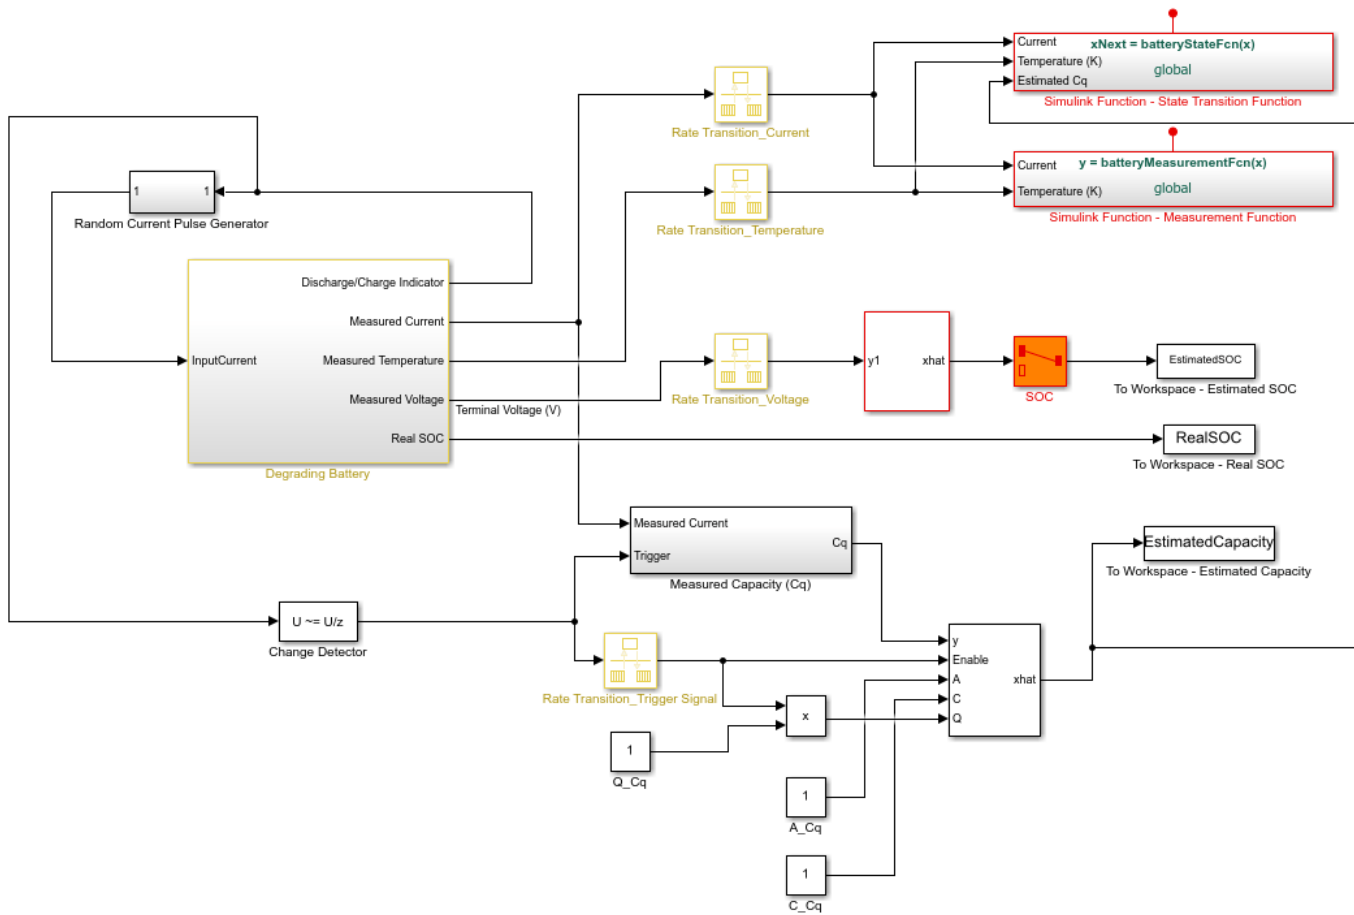 Current
xNext = batteryStateFcn(x)
Temperature (K)
global
Estimated Cq
Simulink Function - State Transition Function
Rate Transition_Current
Current
y = batteryMeasurementFcn(x)
Temperature (K)
global
Simulink Function - Measurement Function
1
1
Random Current Pulse Generator
Rate Transition_Temperature
InputCurrent
Discharge/Charge Indicator
Measured Current
Measured Temperature
Measured Voltage
Real SOC
Degrading Battery
Terminal Voltage (V)
Rate Transition_Voltage
y1
xhat
SOC
EstimatedSOC
To Workspace - Estimated SOC
RealSOC
To Workspace - Real SOC
Measured Current
Trigger
Cq
Measured Capacity (Cq)
EstimatedCapacity
To Workspace - Estimated Capacity
U ~= U/z
Change Detector
Rate Transition_Trigger Signal
y
Enable
A
C
Q
xhat
x
1
Q_Cq
1
A_Cq
1
C_Cq